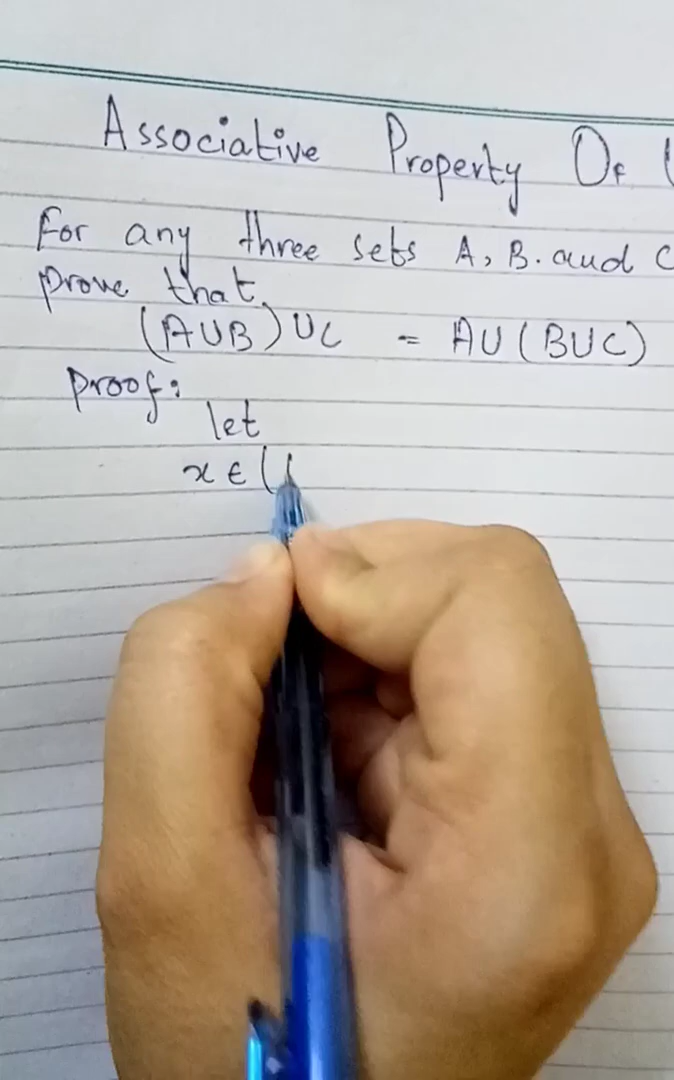 Associative Property Of
For any three sets A, B. and C
prove that
(AUB)UC = AU(BUC)
proof:
let
x ∈ ((